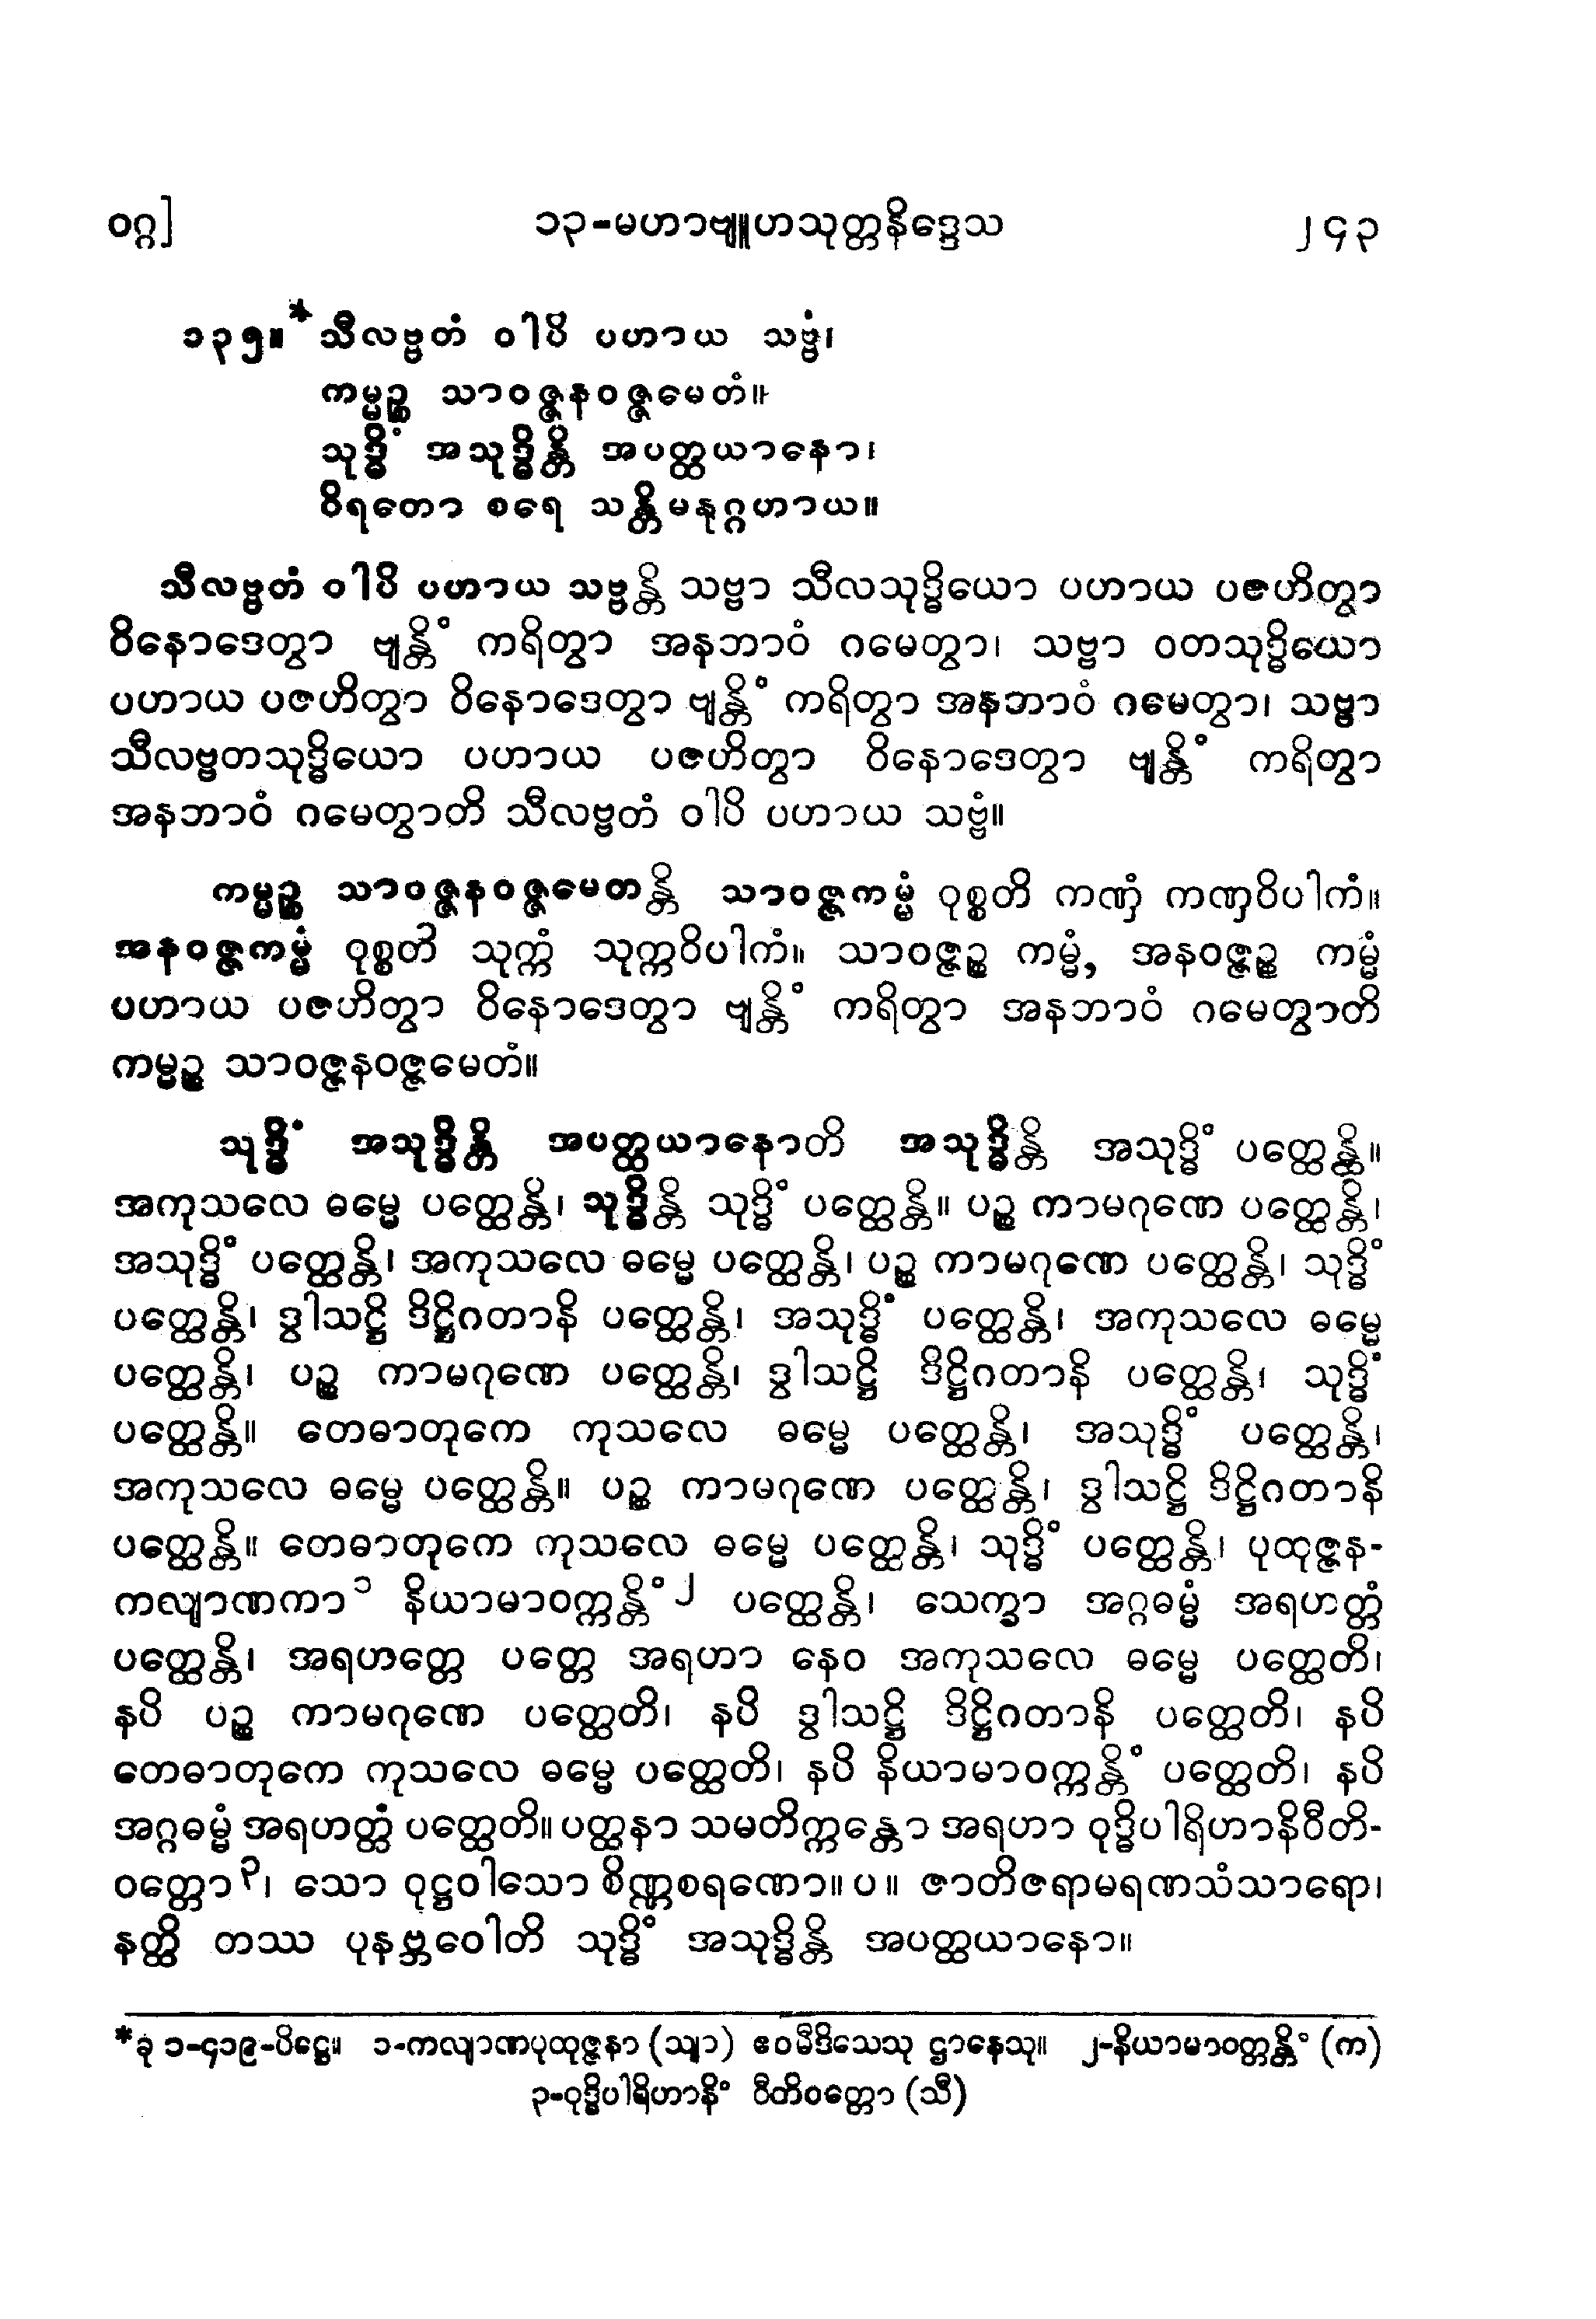 ဝဂ္ဂ] ၁၃-မဟာဗျူဟသုတ္တနိဒ္ဒေသ ၂၄၃
၁၃၅။* သီလဗ္ဗတံ ဝါပိ ပဟာယ သဗ္ဗံ၊
ကမ္မဉ္စ သာဝဇ္ဇနဝဇ္ဇမေတံ။
သုဒ္ဓိံ အသုဒ္ဓိန္တိ အပတ္ထယာနော၊
ဝိရတော စရေ သန္တိမနုဂ္ဂဟာယ။
သီလဗ္ဗတံ ဝါပိ ပဟာယ သဗ္ဗန္တိ သဗ္ဗာ သီလသုဒ္ဓိယော ပဟာယ ပဇဟိတွာ
ဝိနောဒေတွာ ဗျန္တိံ ကရိတွာ အနဘာဝံ ဂမေတွာ၊ သဗ္ဗာ ဝတသုဒ္ဓိယော
ပဟာယ ပဇဟိတွာ ဝိနောဒေတွာ ဗျန္တိံ ကရိတွာ အနဘာဝံ ဂမေတွာ၊ သဗ္ဗာ
သီလဗ္ဗတသုဒ္ဓိယော ပဟာယ ပဇဟိတွာ ဝိနောဒေတွာ ဗျန္တိံ ကရိတွာ
အနဘာဝံ ဂမေတွာတိ သီလဗ္ဗတံ ဝါပိ ပဟာယ သဗ္ဗံ။
ကမ္မဉ္စ သာဝဇ္ဇနဝဇ္ဇမေတန္တိ သာဝဇ္ဇကမ္မံ ဝုစ္စတိ ကဏှံ ကဏှဝိပါကံ။
အနဝဇ္ဇကမ္မံ ဝုစ္စတိ သုက္ကံ သုက္ကဝိပါကံ။ သာဝဇ္ဇဉ္စ ကမ္မံ, အနဝဇ္ဇဉ္စ ကမ္မံ
ပဟာယ ပဇဟိတွာ ဝိနောဒေတွာ ဗျန္တိံ ကရိတွာ အနဘာဝံ ဂမေတွာတိ
ကမ္မဉ္စ သာဝဇ္ဇနဝဇ္ဇမေတံ။
သုဒ္ဓိံ အသုဒ္ဓိန္တိ အပတ္ထယာနောတိ အသုဒ္ဓိန္တိ အသုဒ္ဓိံ ပတ္ထေန္တိ။
အကုသလေ ဓမ္မေ ပတ္ထေန္တိ၊ သုဒ္ဓိန္တိ သုဒ္ဓိံ ပတ္ထေန္တိ။ ပဉ္စ ကာမဂုဏေ ပတ္ထေန္တိ၊
အသုဒ္ဓိံ ပတ္ထေန္တိ၊ အကုသလေ ဓမ္မေ ပတ္ထေန္တိ၊ ပဉ္စ ကာမဂုဏေ ပတ္ထေန္တိ၊ သုဒ္ဓိံ
ပတ္ထေန္တိ၊ ဒွါသဋ္ဌိ ဒိဋ္ဌိဂတာနိ ပတ္ထေန္တိ၊ အသုဒ္ဓိံ ပတ္ထေန္တိ၊ အကုသလေ ဓမ္မေ
ပတ္ထေန္တိ၊ ပဉ္စ ကာမဂုဏေ ပတ္ထေန္တိ၊ ဒွါသဋ္ဌိ ဒိဋ္ဌိဂတာနိ ပတ္ထေန္တိ၊ သုဒ္ဓိံ
ပတ္ထေန္တိ။ တေဓာတုကေ ကုသလေ ဓမ္မေ ပတ္ထေန္တိ၊ အသုဒ္ဓိံ ပတ္ထေန္တိ၊
အကုသလေ ဓမ္မေ ပတ္ထေန္တိ။ ပဉ္စ ကာမဂုဏေ ပတ္ထေန္တိ၊ ဒွါသဋ္ဌိ ဒိဋ္ဌိဂတာနိ
ပတ္ထေန္တိ။ တေဓာတုကေ ကုသလေ ဓမ္မေ ပတ္ထေန္တိ၊ သုဒ္ဓိံ ပတ္ထေန္တိ၊ ပုထုဇ္ဇန-
ကလျာဏကာ ၁ နိယာမာဝက္ကန္တိံ ၂ ပတ္ထေန္တိ၊ သေက္ခာ အဂ္ဂဓမ္မံ အရဟတ္တံ
ပတ္ထေန္တိ၊ အရဟတ္တေ ပတ္တေ အရဟာ နေဝ အကုသလေ ဓမ္မေ ပတ္ထေတိ၊
နပိ ပဉ္စ ကာမဂုဏေ ပတ္ထေတိ၊ နပိ ဒွါသဋ္ဌိ ဒိဋ္ဌိဂတာနိ ပတ္ထေတိ၊ နပိ
တေဓာတုကေ ကုသလေ ဓမ္မေ ပတ္ထေတိ၊ နပိ နိယာမာဝက္ကန္တိံ ပတ္ထေတိ၊ နပိ
အဂ္ဂဓမ္မံ အရဟတ္တံ ပတ္ထေတိ။ ပတ္ထနာ သမတိက္ကန္တော အရဟာ ဝုဒ္ဓိပါရိဟာနိဝီတိ-
ဝတ္တော ၃၊ သော ဝုဋ္ဌဝါသော စိဏ္ဏစရဏော။ ပ ။ ဇာတိဇရာမရဏသံသာရော၊
နတ္ထိ တဿ ပုနဗ္ဘဝေါတိ သုဒ္ဓိံ အသုဒ္ဓိန္တိ အပတ္ထယာနော။
*ခု ၁-၄၁၉-ပိဋ္ဌေ။ ၁-ကလျာဏပုထုဇ္ဇနာ (သျာ) ဧဝမီဒိသေသု ဌာနေသု။ ၂-နိယာမာဝတ္တန္တိံ (က)
၃-ဝုဒ္ဓိပါရိဟာနိံ ဝီတိဝတ္တော (သီ)